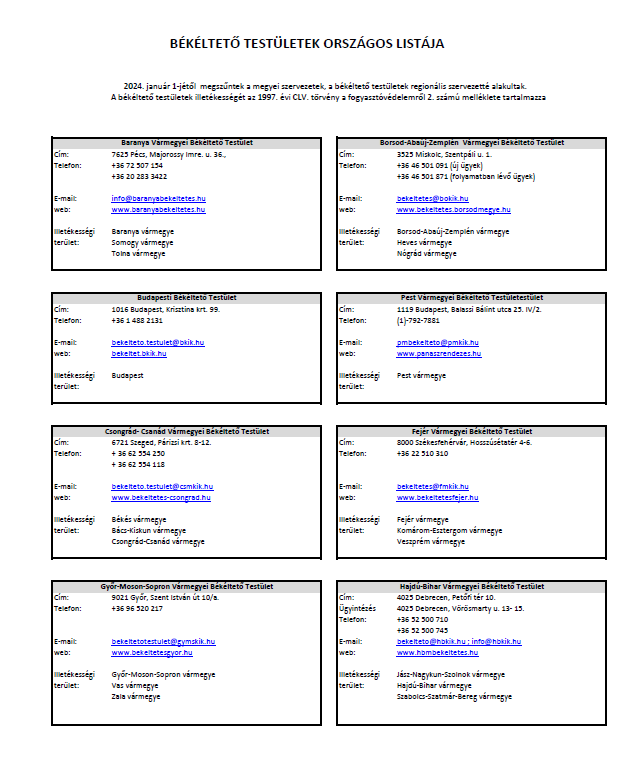 BÉKÉLTETŐ TESTÜLETEK ORSZÁGOS LISTÁJA
2024. január 1-jétől megszűntek a megyei szervezetek, a békéltető testületek regionális szervezetté alakultak.
A békéltető testületek illetékességét az 1997. évi CLV. törvény a fogyasztóvédelemről 2. számú melléklete tartalmazza
Baranya Vármegyei Békéltető Testület
Cím: 7625 Pécs, Majorossy Imre. u. 36.,
Telefon: +36 72 507 154
+36 20 283 3422
E-mail: info@baranyabekeltetes.hu
web: www.baranyabekeltetes.hu
Illetékességi Baranya vármegye
terület: Somogy vármegye
Tolna vármegye
Borsod-Abaúj-Zemplén Vármegyei Békéltető Testület
Cím: 3525 Miskolc, Szentpáli u. 1.
Telefon: +36 46 501 091 (új ügyek)
+36 46 501 871 (folyamatban lévő ügyek)
E-mail: bekeltetes@bokik.hu
web: www.bekeltetes.borsodmegye.hu
Illetékességi Borsod-Abaúj-Zemplén vármegye
terület: Heves vármegye
Nógrád vármegye
Budapesti Békéltető Testület
Cím: 1016 Budapest, Krisztina krt. 99.
Telefon: +36 1 488 2131
E-mail: bekelteto.testulet@bkik.hu
web: bekeltet.bkik.hu
Illetékességi Budapest
terület:
Pest Vármegyei Békéltető Testületestület
Cím: 1119 Budapest, Balassi Bálint utca 25. IV/2.
Telefon: (1)-792-7881
E-mail: pmbekelteto@pmkik.hu
web: www.panaszrendezes.hu
Illetékességi Pest vármegye
terület:
Csongrád- Csanád Vármegyei Békéltető Testület
Cím: 6721 Szeged, Párizsi krt. 8-12.
Telefon: + 36 62 554 250
+ 36 62 554 118
E-mail: bekelteto.testulet@csmkik.hu
web: www.bekeltetes-csongrad.hu
Illetékességi Békés vármegye
terület: Bács-Kiskun vármegye
Csongrád-Csanád vármegye
Fejér Vármegyei Békéltető Testület
Cím: 8000 Székesfehérvár, Hosszúsétatér 4-6.
Telefon: +36 22 510 310
E-mail: bekeltetes@fmkik.hu
web: www.bekeltetesfejer.hu
Illetékességi Fejér vármegye
terület: Komárom-Esztergom vármegye
Veszprém vármegye
Győr-Moson-Sopron Vármegyei Békéltető Testület
Cím: 9021 Győr, Szent István út 10/a.
Telefon: +36 96 520 217
E-mail: bekeltetotestulet@gymskik.hu
web: www.bekeltetesgyor.hu
Illetékességi Győr-Moson-Sopron vármegye
terület: Vas vármegye
Zala vármegye
Hajdú-Bihar Vármegyei Békéltető Testület
Cím: 4025 Debrecen, Petőfi tér 10.
Ügyintézés 4025 Debrecen, Vörösmarty u. 13- 15.
Telefon: +36 52 500 710
+36 52 500 745
E-mail: bekelteto@hbkik.hu ; info@hbkik.hu
web: www.hbmbekeltetes.hu
Illetékességi Jász-Nagykun-Szolnok vármegye
terület: Hajdú-Bihar vármegye
Szabolcs-Szatmár-Bereg vármegye